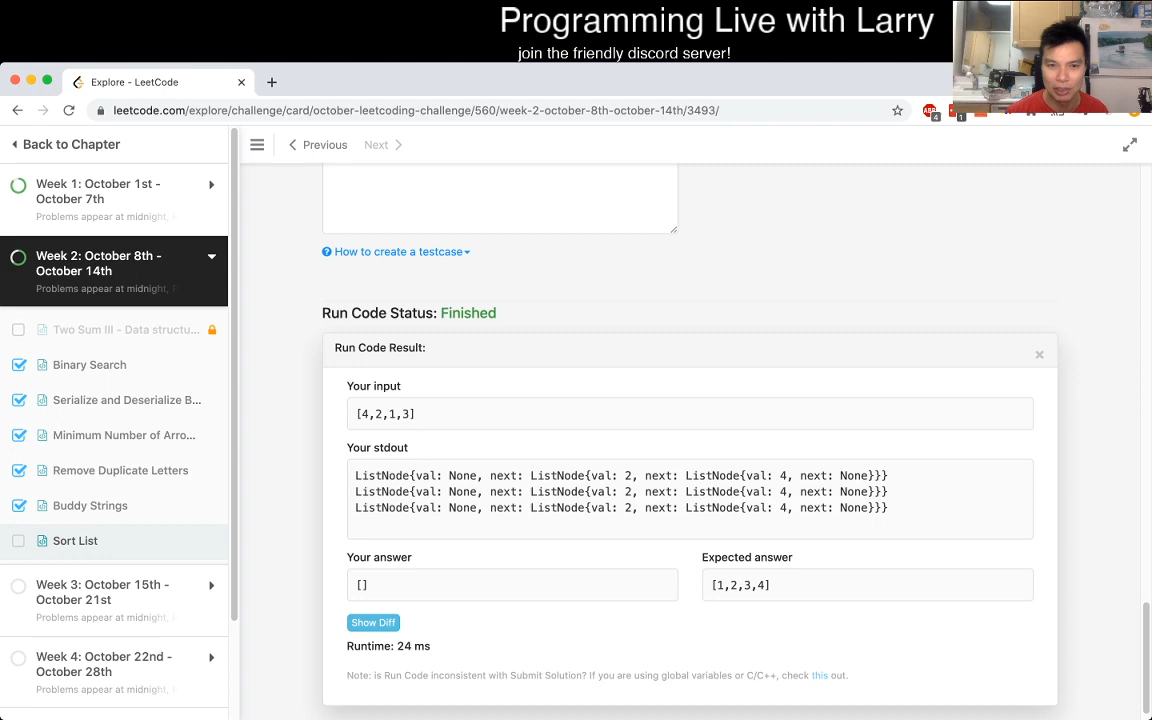 Programming Live with Larry
join the friendly discord server!
Explore - LeetCode
leetcode.com/explore/challenge/card/october-leetcoding-challenge/560/week-2-october-8th-october-14th/3493/
4
1
Back to Chapter
Previous
Next
Week 1: October 1st -
October 7th
Problems appear at midnight,
Week 2: October 8th -
October 14th
Problems appear at midnight,
Two Sum III - Data structu...
Binary Search
Serialize and Deserialize B...
Minimum Number of Arro...
Remove Duplicate Letters
Buddy Strings
Sort List
Week 3: October 15th -
October 21st
Problems appear at midnight,
Week 4: October 22nd -
October 28th
Problems appear at midnight,
How to create a testcase
Run Code Status: Finished
Run Code Result:
×
Your input
[4,2,1,3]
Your stdout
ListNode{val: None, next: ListNode{val: 2, next: ListNode{val: 4, next: None}}}
ListNode{val: None, next: ListNode{val: 2, next: ListNode{val: 4, next: None}}}
ListNode{val: None, next: ListNode{val: 2, next: ListNode{val: 4, next: None}}}
Your answer
Expected answer
[]
[1,2,3,4]
Show Diff
Runtime: 24 ms
Note: is Run Code inconsistent with Submit Solution? If you are using global variables or C/C++, check this out.